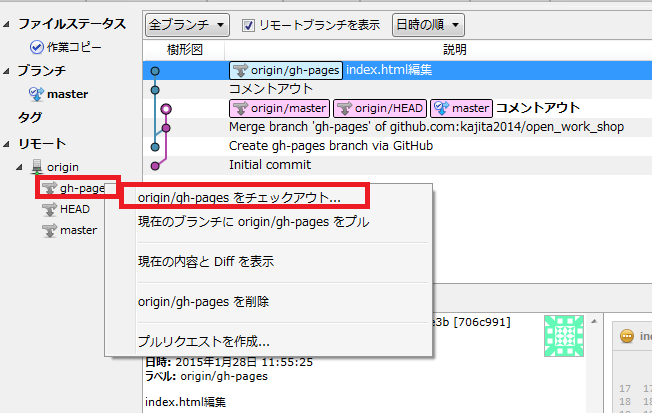 ファイルステータス
作業コピー
ブランチ
master
タグ
リモート
origin
gh-page
HEAD
master
全ブランチ
リモートブランチを表示
日時の順
樹形図
説明
origin/gh-pages index.html編集
コメントアウト
origin/master origin/HEAD master コメントアウト
Merge branch 'gh-pages' of github.com:kajita2014/open_work_shop
Create gh-pages branch via GitHub
Initial commit
origin/gh-pages をチェックアウト...
現在のブランチに origin/gh-pages をプル
現在の内容と Diff を表示
origin/gh-pages を削除
プルリクエストを作成...
e3b [706c991]
日時: 2015年1月28日 11:55:25
ラベル: origin/gh-pages
index.html編集
in
17 17
18 18